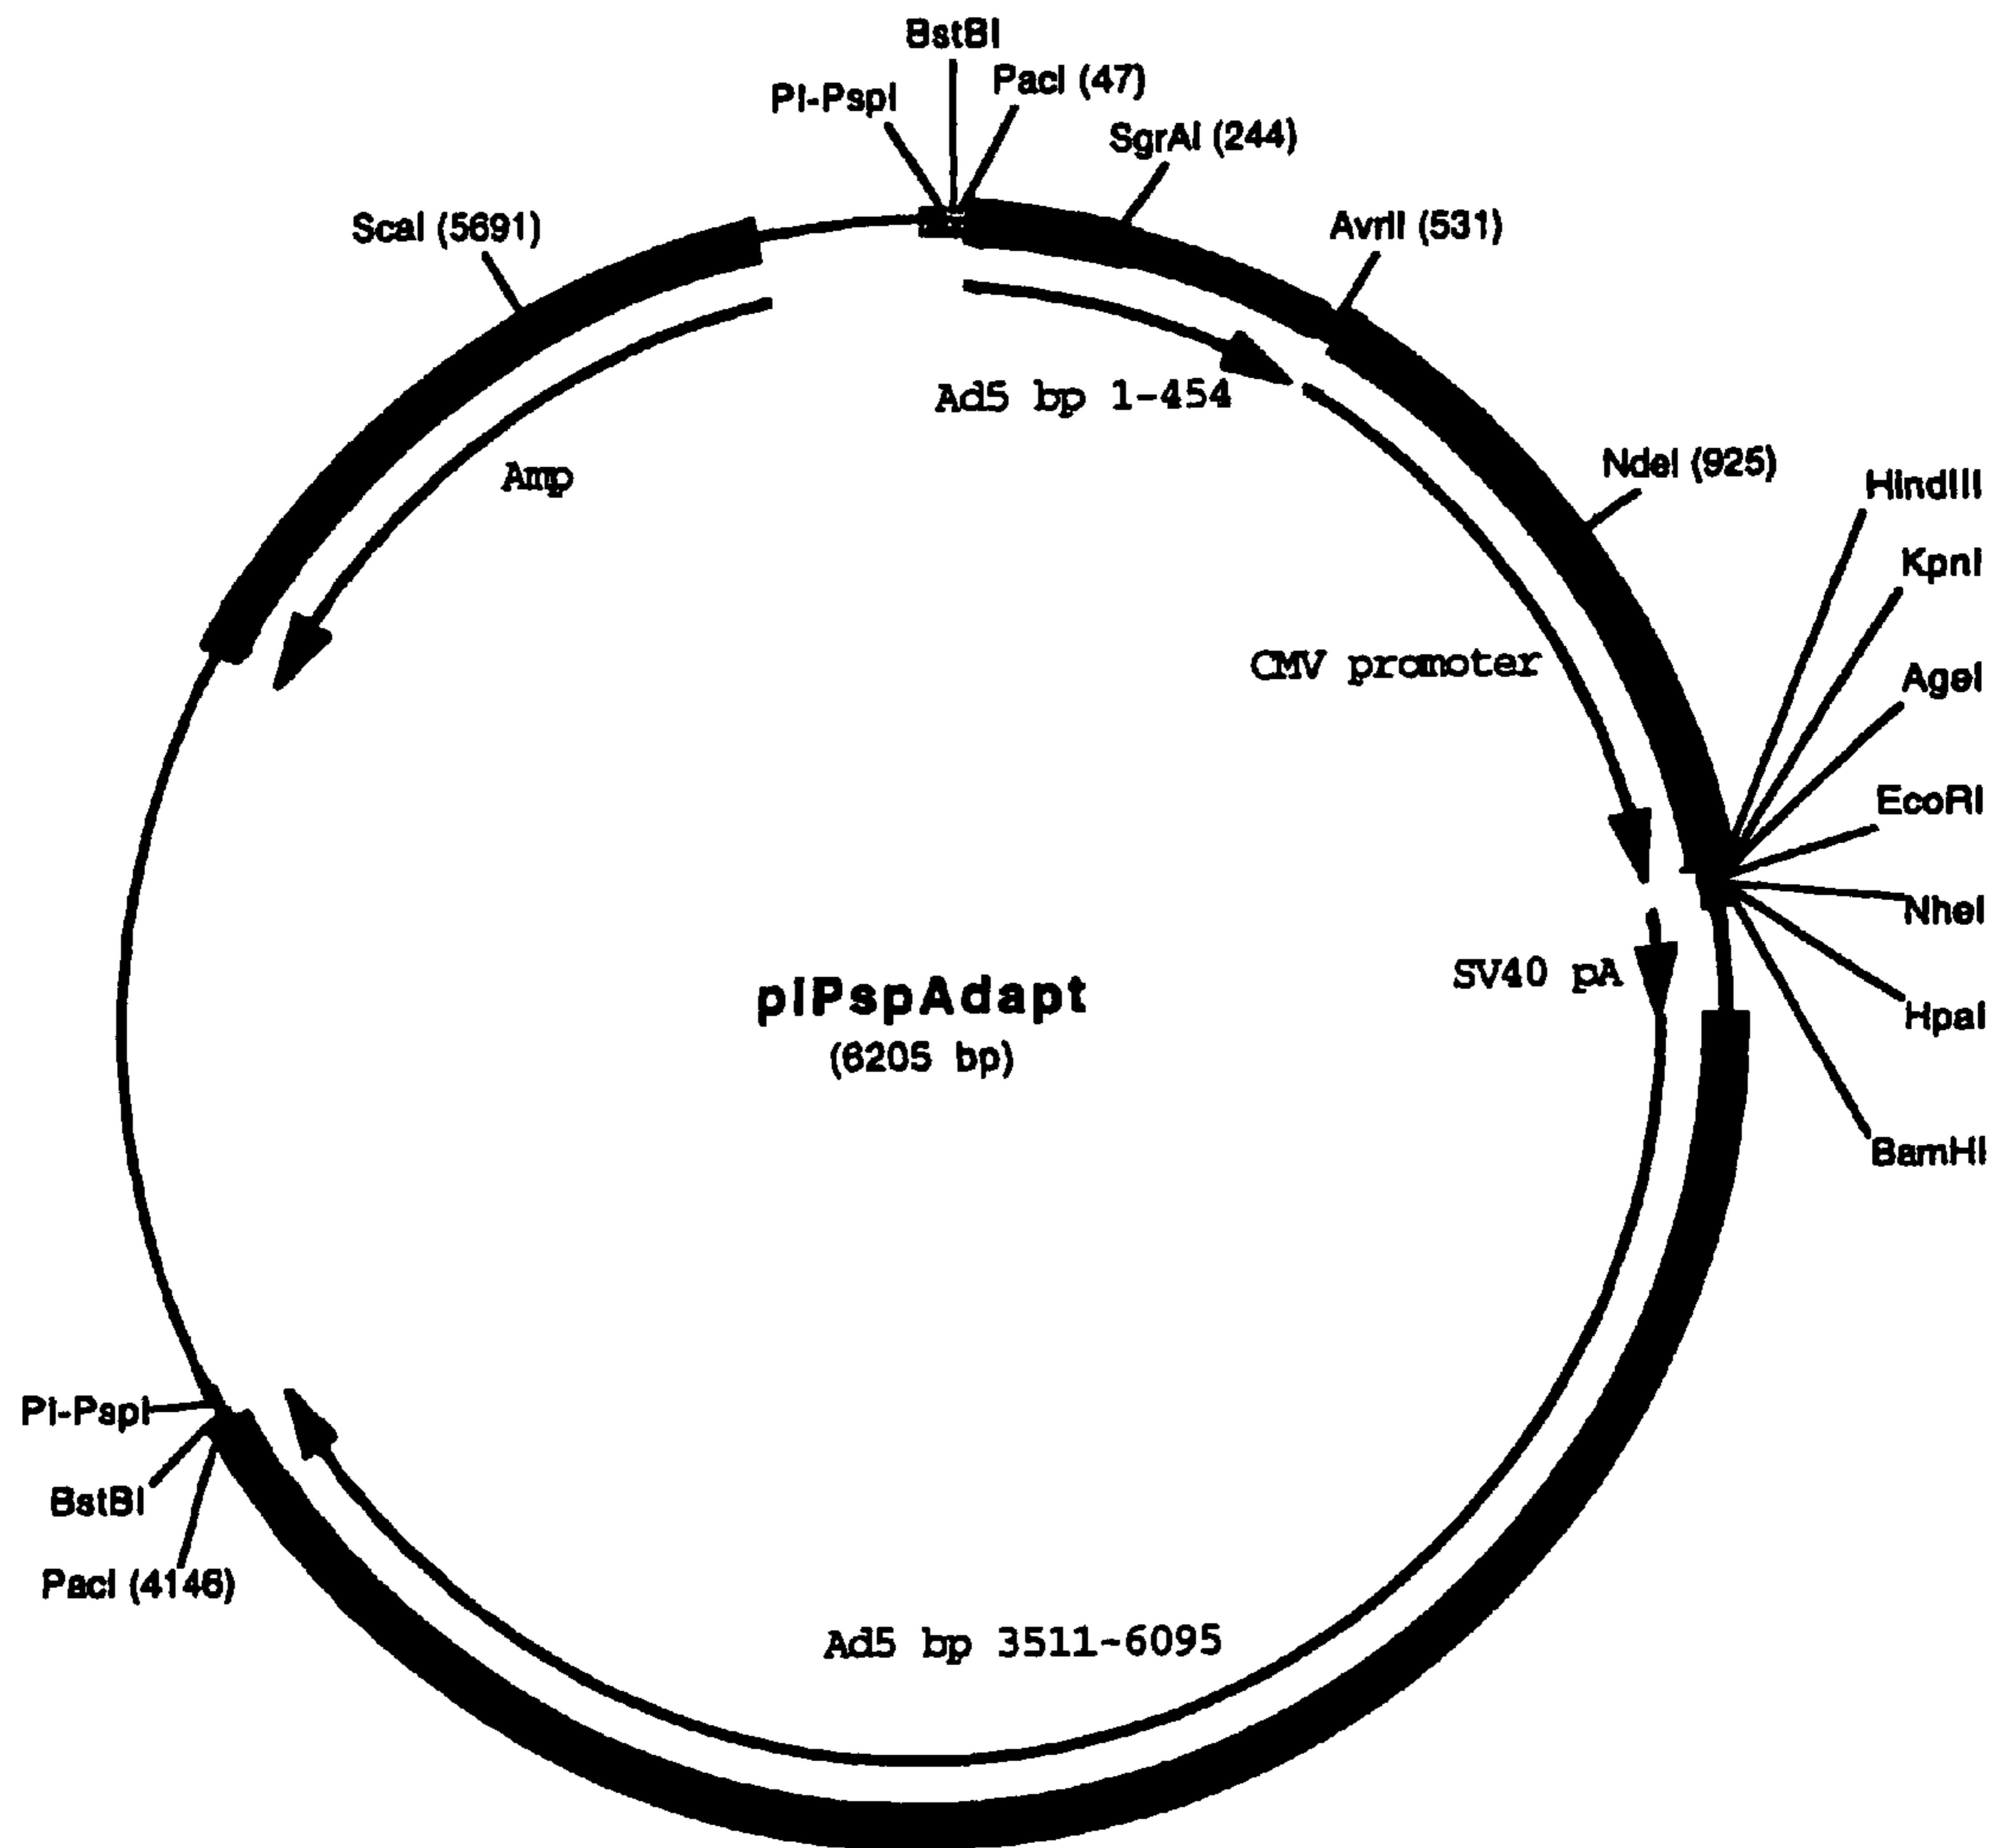 BstBI
PI-PspI
PacI (47)
SgrAI (244)
ScaI (5691)
AvrII (531)
Ad5 bp 1-454
Amp
NdeI (925)
HindIII
KpnI
CMV promoter
AgeI
EcoRI
NheI
SV40 pA
pIPspAdapt
(6205 bp)
HpaI
BamHI
PI-PspI
BstBI
PacI (4146)
Ad5 bp 3511-6095